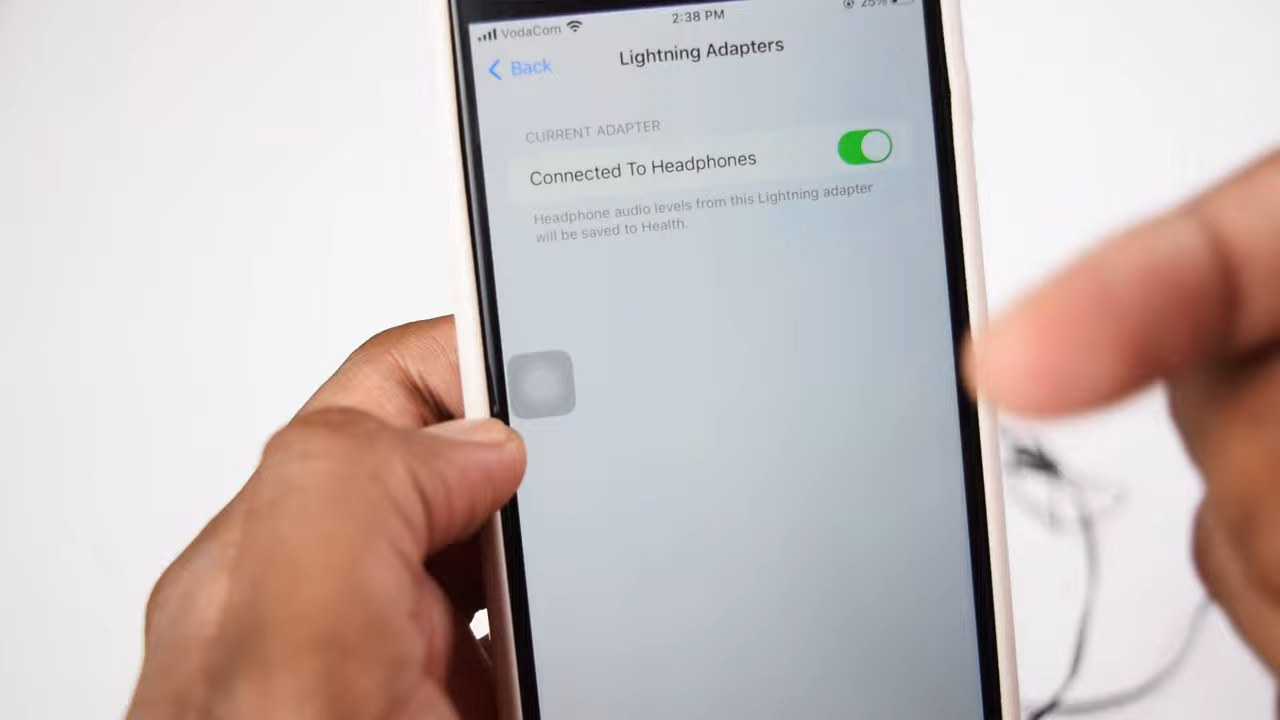 VodaCom 2:38 PM 25%
Back Lightning Adapters
CURRENT ADAPTER
Connected To Headphones
Headphone audio levels from this Lightning adapter
will be saved to Health.